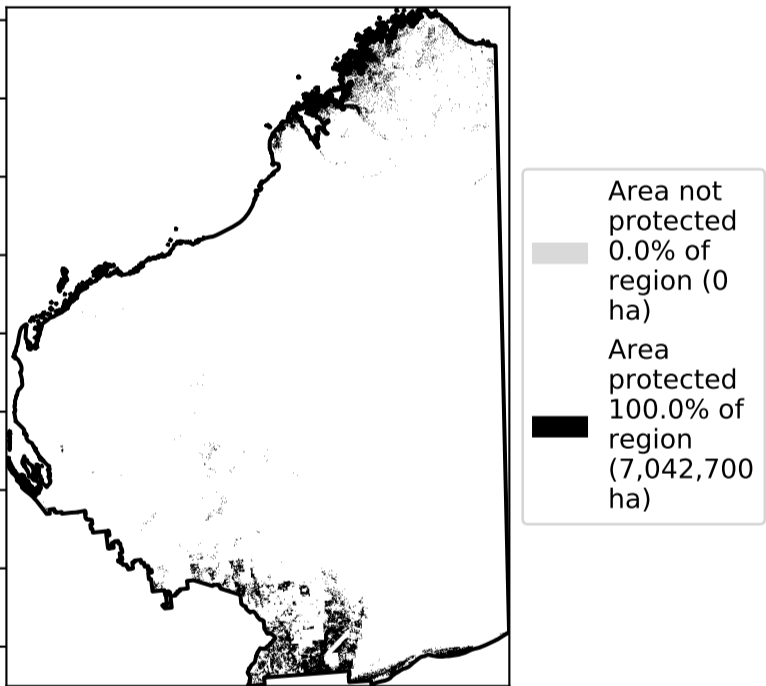 Area not
protected
0.0% of
region (0
ha)
Area
protected
100.0% of
region
(7,042,700
ha)